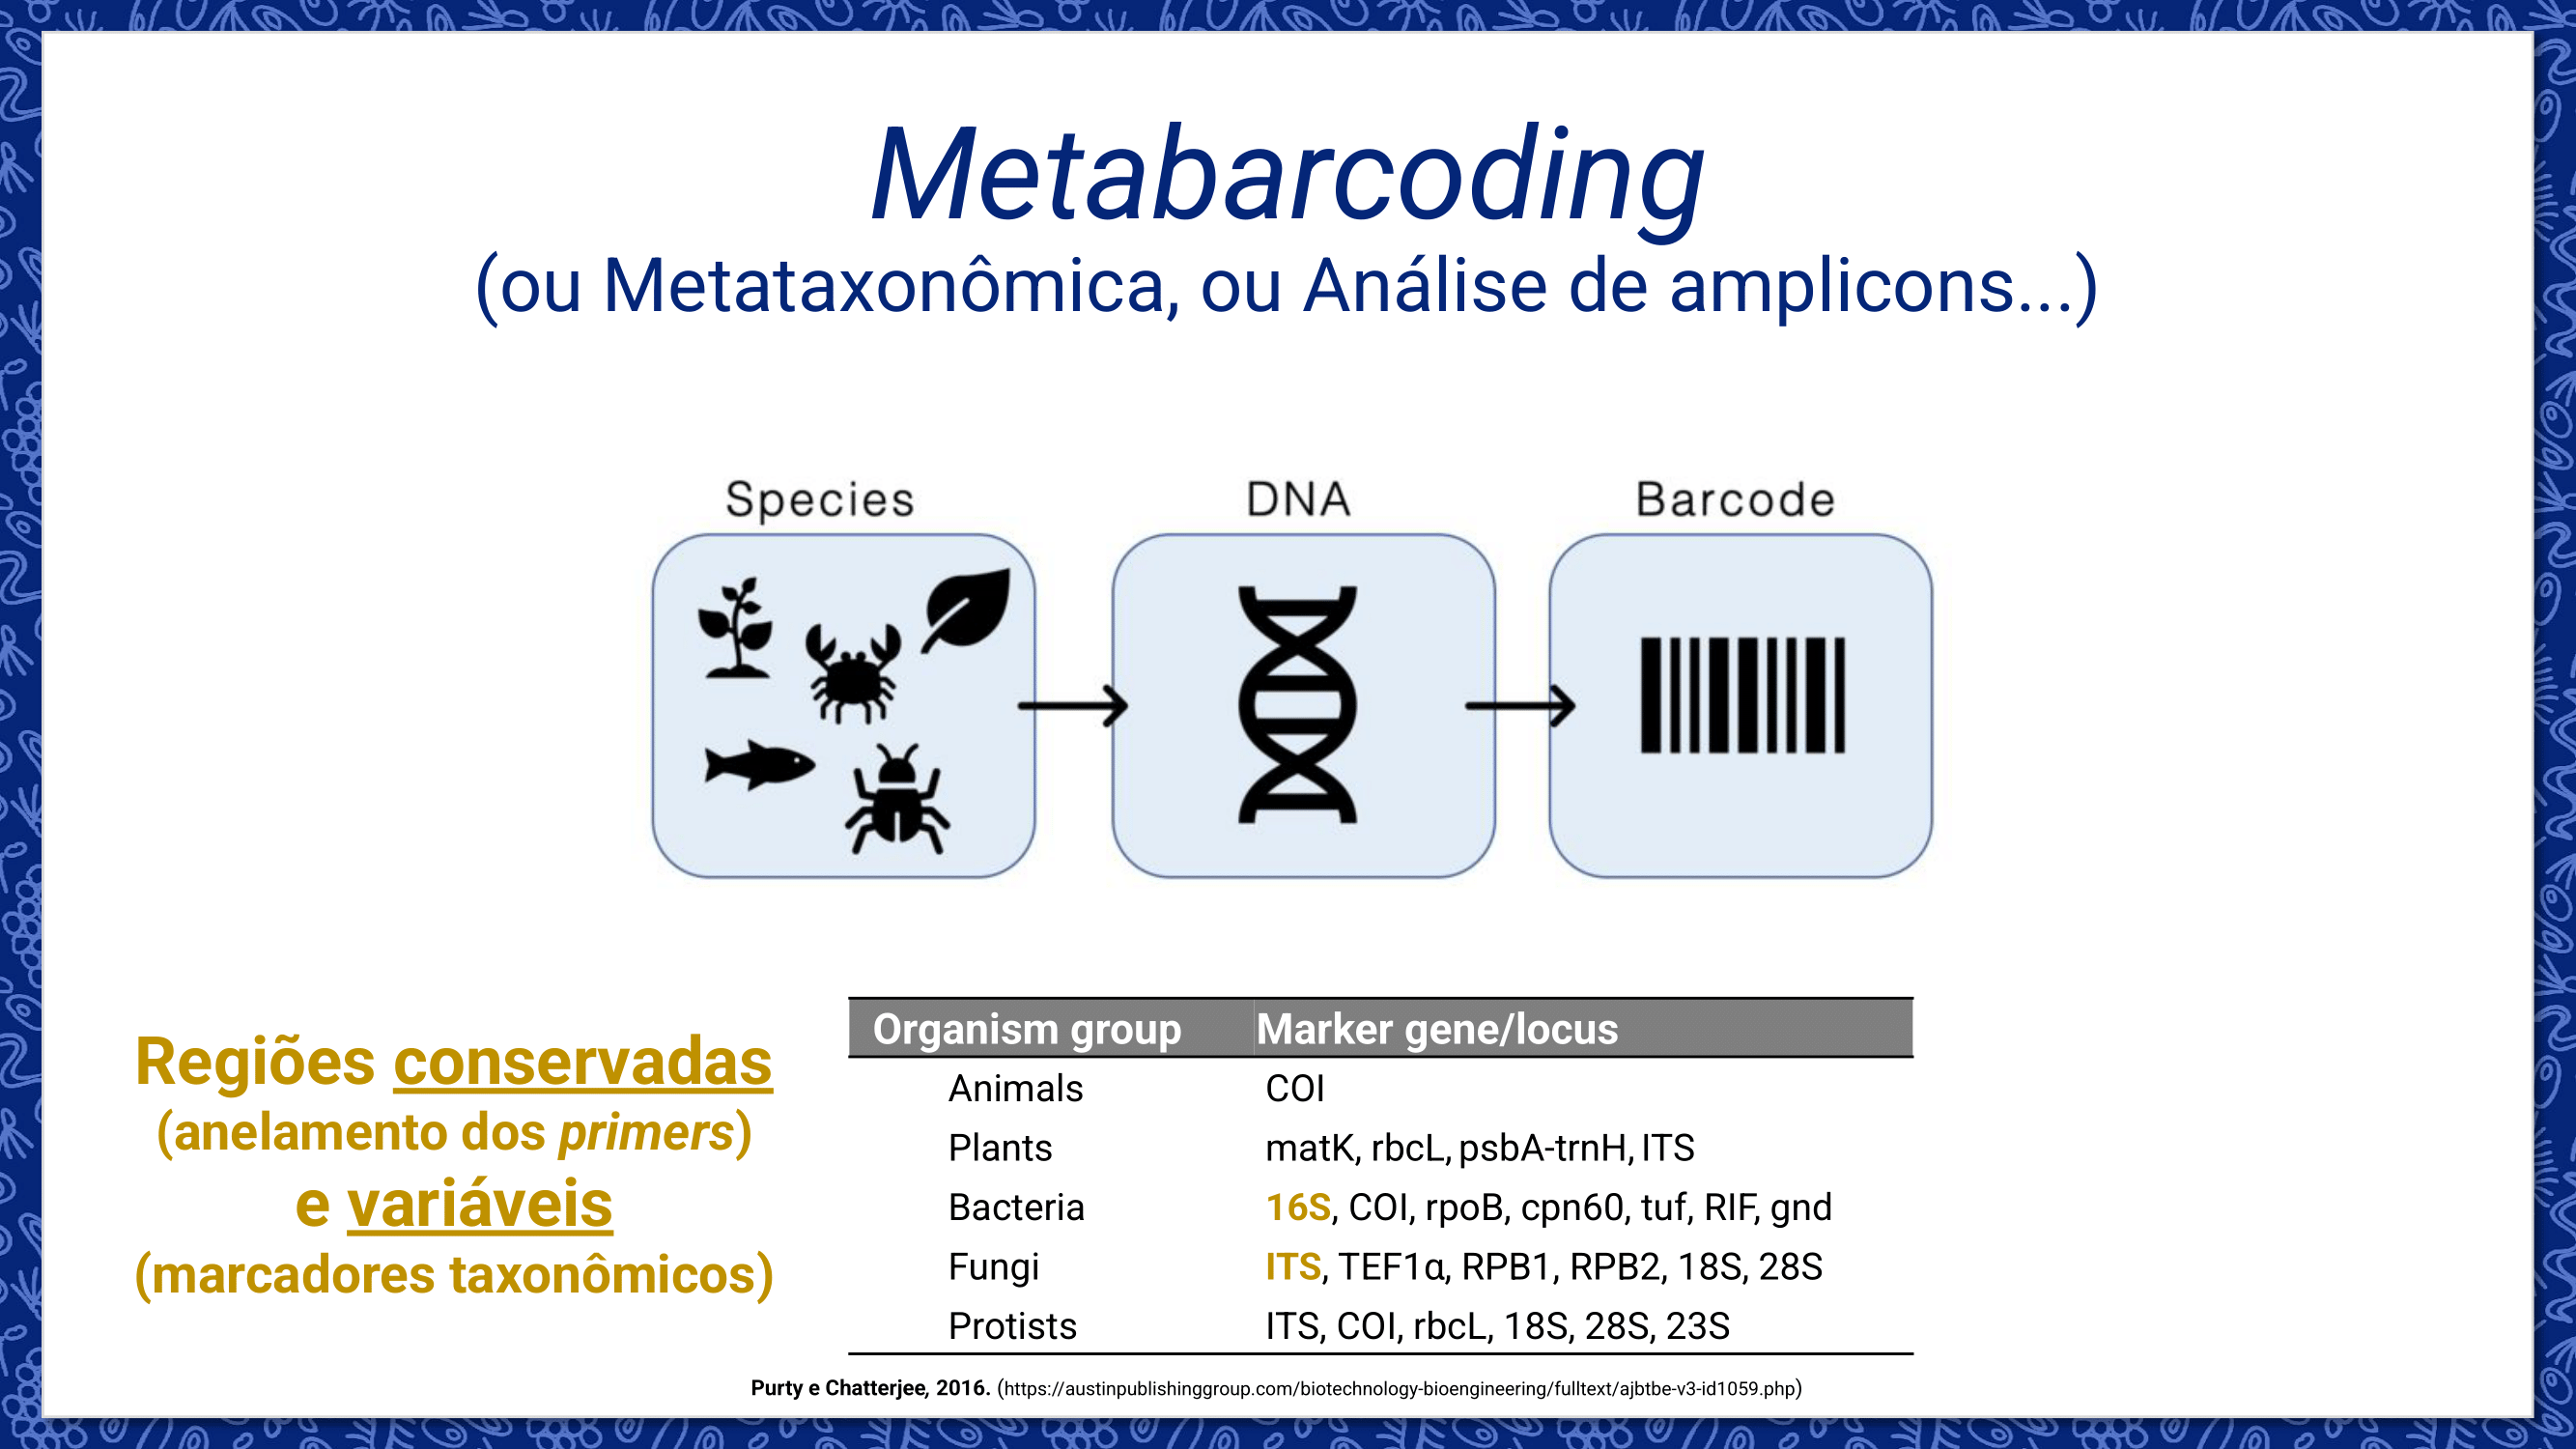 Metabarcoding
(ou Metataxonômica, ou Análise de amplicons...)
Species
DNA
Barcode
Regiões conservadas
(anelamento dos primers)
e variáveis
(marcadores taxonômicos)
Organism group Marker gene/locus
Animals COI
Plants matK, rbcL, psbA-trnH, ITS
Bacteria 16S, COI, rpoB, cpn60, tuf, RIF, gnd
Fungi ITS, TEF1α, RPB1, RPB2, 18S, 28S
Protists ITS, COI, rbcL, 18S, 28S, 23S
Purty e Chatterjee, 2016. (https://austinpublishinggroup.com/biotechnology-bioengineering/fulltext/ajbtbe-v3-id1059.php)